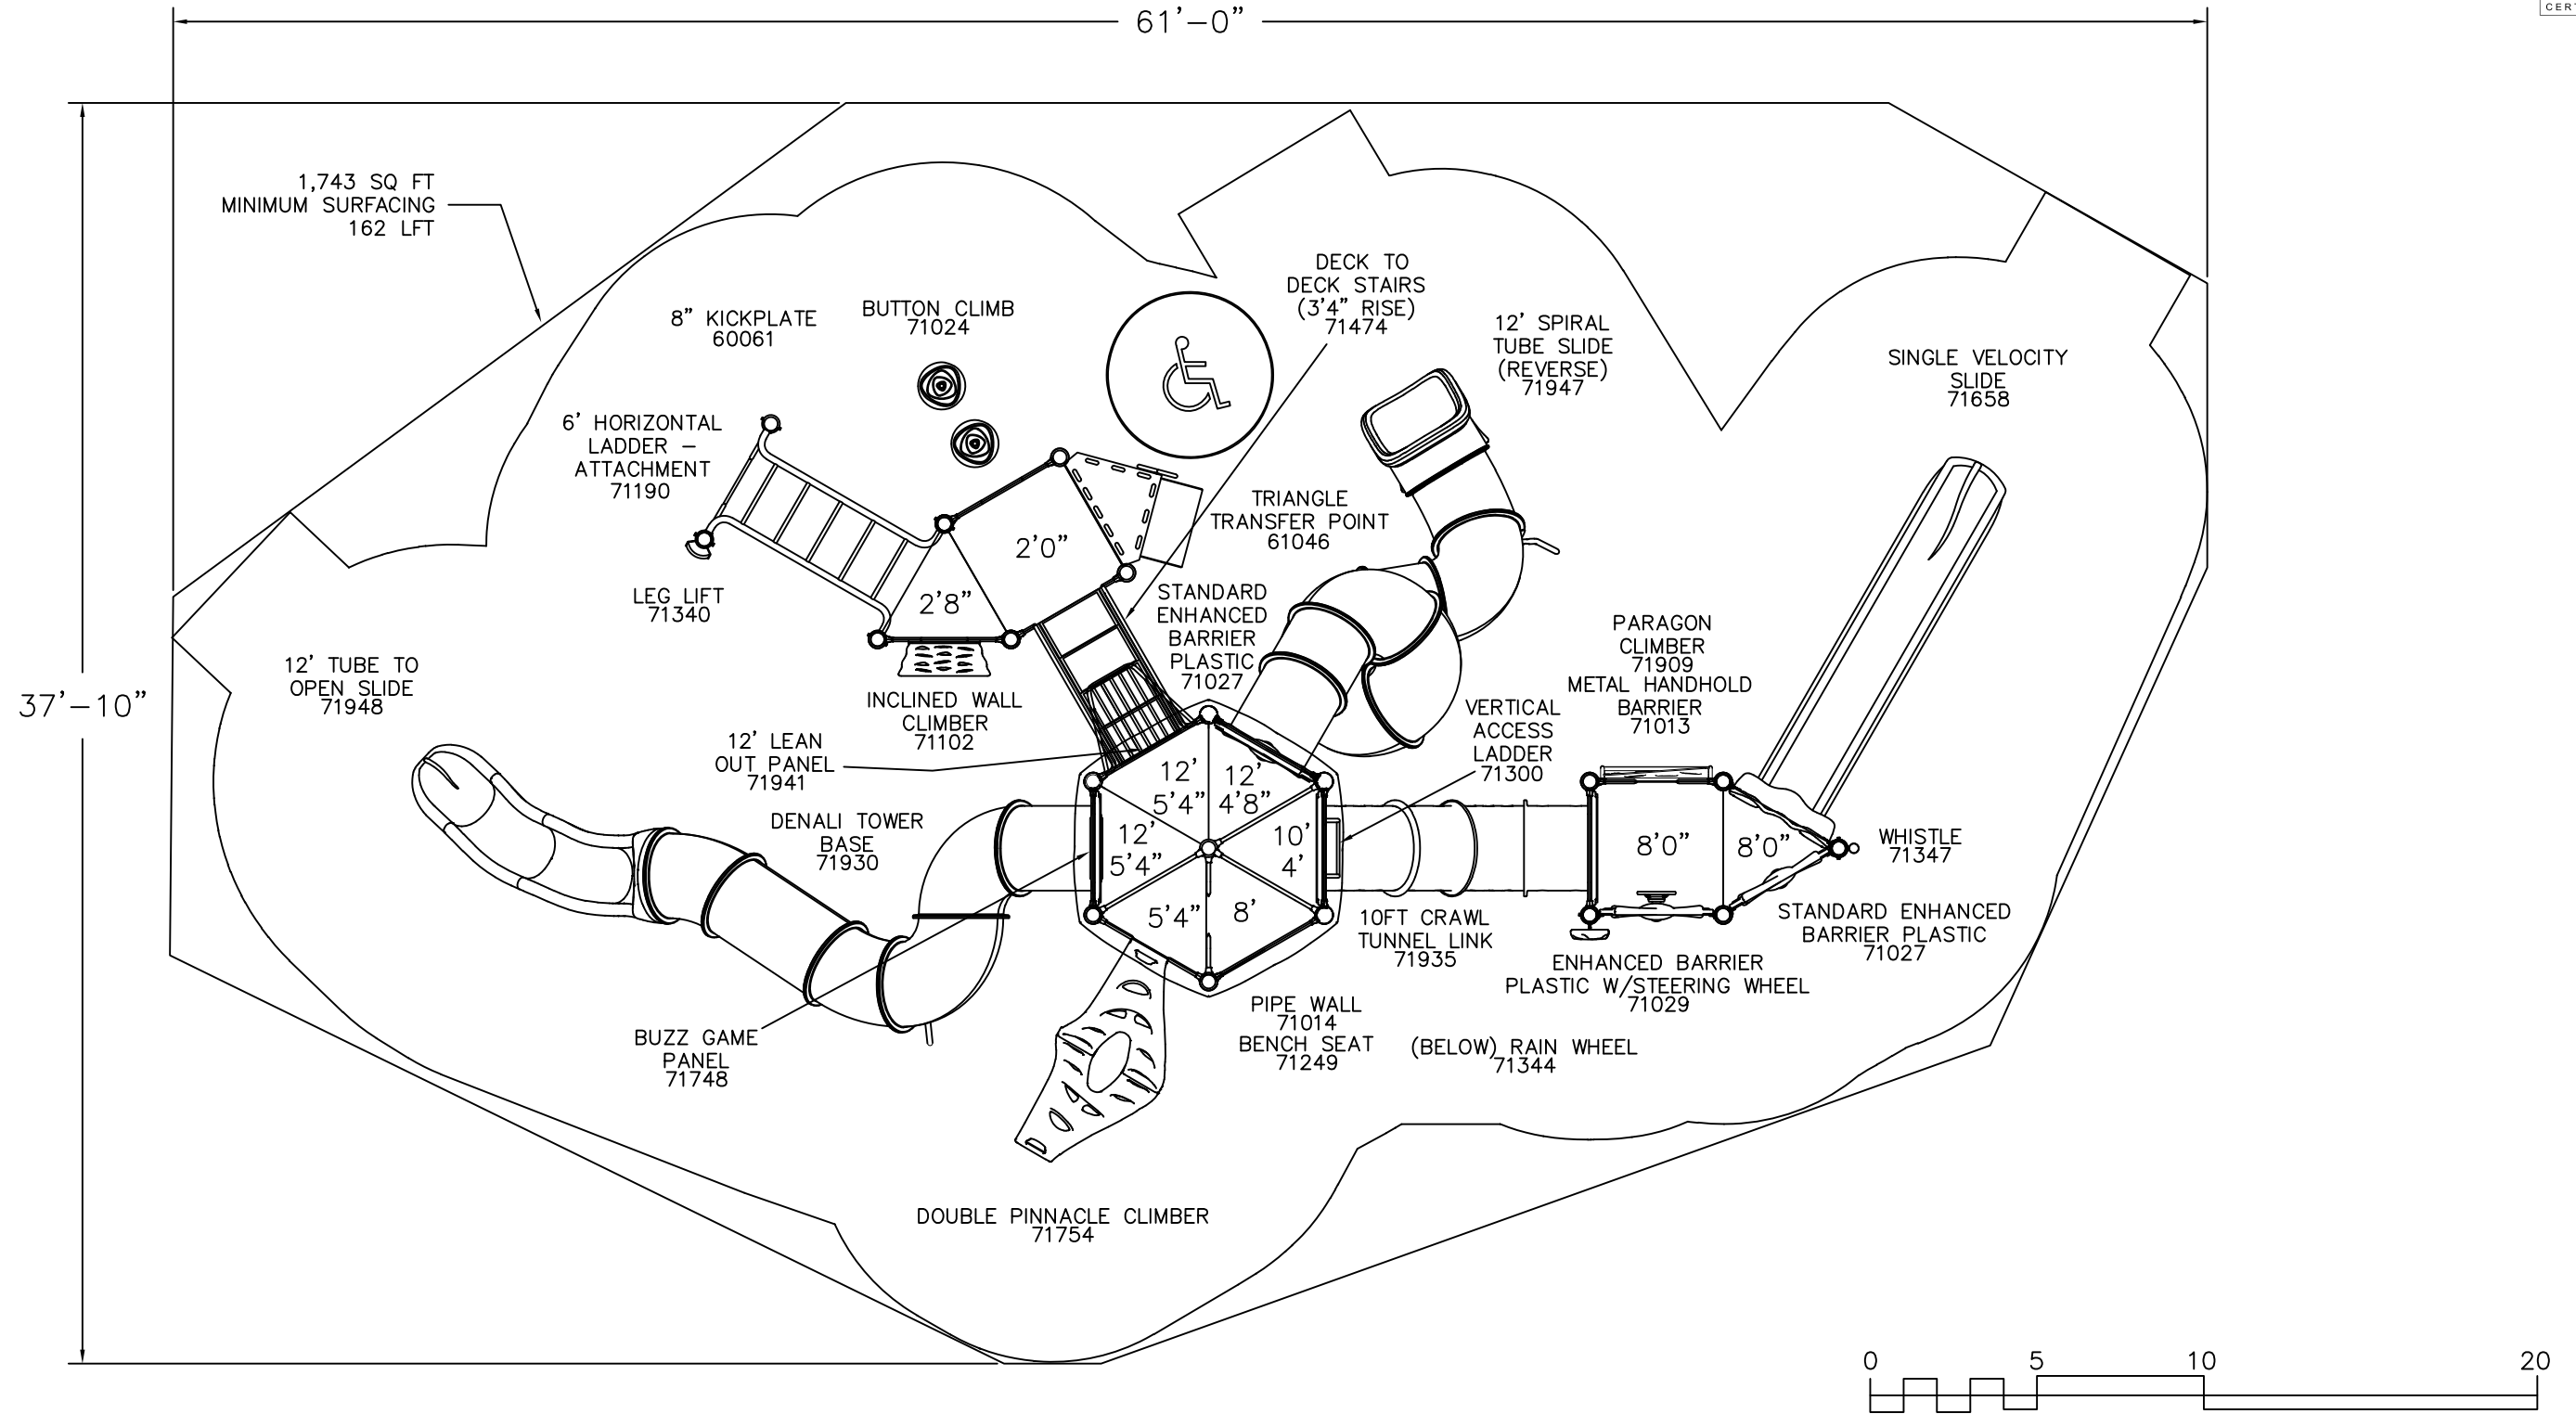 61'-0"
CERT
1,743 SQ FT
MINIMUM SURFACING
162 LFT
37'-10"
8" KICKPLATE
60061
BUTTON CLIMB
71024
DECK TO
DECK STAIRS
(3'4" RISE)
71474
12' SPIRAL
TUBE SLIDE
(REVERSE)
71947
SINGLE VELOCITY
SLIDE
71658
6' HORIZONTAL
LADDER –
ATTACHMENT
71190
TRIANGLE
TRANSFER POINT
61046
2'0"
2'8"
LEG LIFT
71340
STANDARD
ENHANCED
BARRIER
PLASTIC
71027
PARAGON
CLIMBER
71909
METAL HANDHOLD
BARRIER
71013
12' TUBE TO
OPEN SLIDE
71948
INCLINED WALL
CLIMBER
71102
VERTICAL
ACCESS
LADDER
71300
12' LEAN
OUT PANEL
71941
DENALI TOWER
BASE
71930
12'
5'4"
12'
4'8"
12'
5'4"
10'
4'
5'4"
8'
8'0"
8'0"
WHISTLE
71347
10FT CRAWL
TUNNEL LINK
71935
STANDARD ENHANCED
BARRIER PLASTIC
71027
ENHANCED BARRIER
PLASTIC W/STEERING WHEEL
71029
BUZZ GAME
PANEL
71748
PIPE WALL
71014
BENCH SEAT
71249
(BELOW) RAIN WHEEL
71344
DOUBLE PINNACLE CLIMBER
71754
0 5 10 20